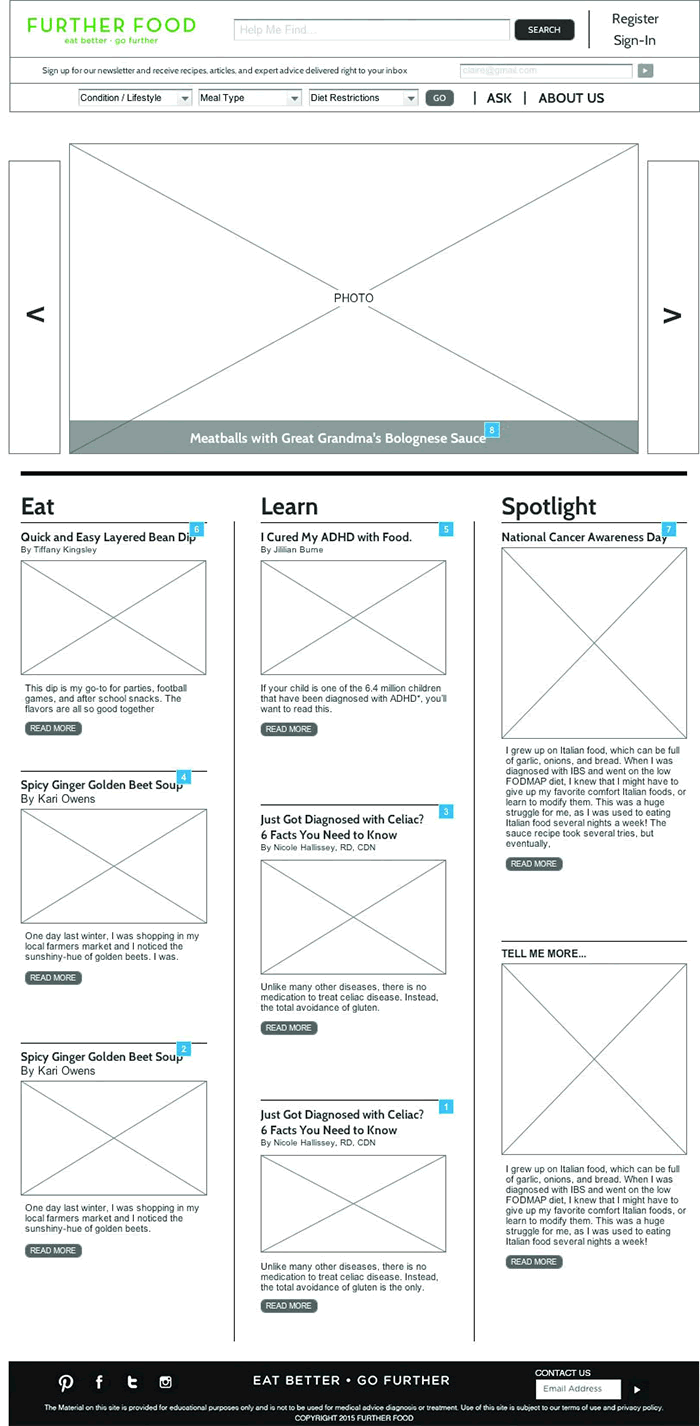 FURTHER FOOD
eat better · go further
Help Me Find...
SEARCH
Register
Sign-In
Sign up for our newsletter and receive recipes, articles, and expert advice delivered right to your inbox
claire@gmail.com
Condition / Lifestyle
Meal Type
Diet Restrictions
GO
| ASK | ABOUT US
<
PHOTO
>
Meatballs with Great Grandma's Bolognese Sauce
8
Eat
6
Quick and Easy Layered Bean Dip
By Tiffany Kingsley
This dip is my go-to for parties, football
games, and after school snacks. The
flavors are all so good together
READ MORE
4
Spicy Ginger Golden Beet Soup
By Kari Owens
One day last winter, I was shopping in my
local farmers market and I noticed the
sunshiny-hue of golden beets. I was.
READ MORE
2
Spicy Ginger Golden Beet Soup
By Kari Owens
One day last winter, I was shopping in my
local farmers market and I noticed the
sunshiny-hue of golden beets.
READ MORE
Learn
5
I Cured My ADHD with Food.
By Jililian Burne
If your child is one of the 6.4 million children
that have been diagnosed with ADHD*, you'll
want to read this.
READ MORE
3
Just Got Diagnosed with Celiac?
6 Facts You Need to Know
By Nicole Hallissey, RD, CDN
Unlike many other diseases, there is no
medication to treat celiac disease. Instead,
the total avoidance of gluten.
READ MORE
1
Just Got Diagnosed with Celiac?
6 Facts You Need to Know
By Nicole Hallissey, RD, CDN
Unlike many other diseases, there is no
medication to treat celiac disease. Instead,
the total avoidance of gluten is the only.
READ MORE
Spotlight
7
National Cancer Awareness Day
I grew up on Italian food, which can be full
of garlic, onions, and bread. When I was
diagnosed with IBS and went on the low
FODMAP diet, I knew that I might have to
give up my favorite comfort Italian foods, or
learn to modify them. This was a huge
struggle for me, as I was used to eating
Italian food several nights a week! The
sauce recipe took several tries, but
eventually,
READ MORE
TELL ME MORE...
I grew up on Italian food, which can be full
of garlic, onions, and bread. When I was
diagnosed with IBS and went on the low
FODMAP diet, I knew that I might have to
give up my favorite comfort Italian foods, or
learn to modify them. This was a huge
struggle for me, as I was used to eating
Italian food several nights a week!
READ MORE
EAT BETTER • GO FURTHER
CONTACT US
Email Address
The Material on this site is provided for educational purposes only and is not to be used for medical advice diagnosis or treatment. Use of this site is subject to our terms of use and privacy policy.
COPYRIGHT 2015 FURTHER FOOD